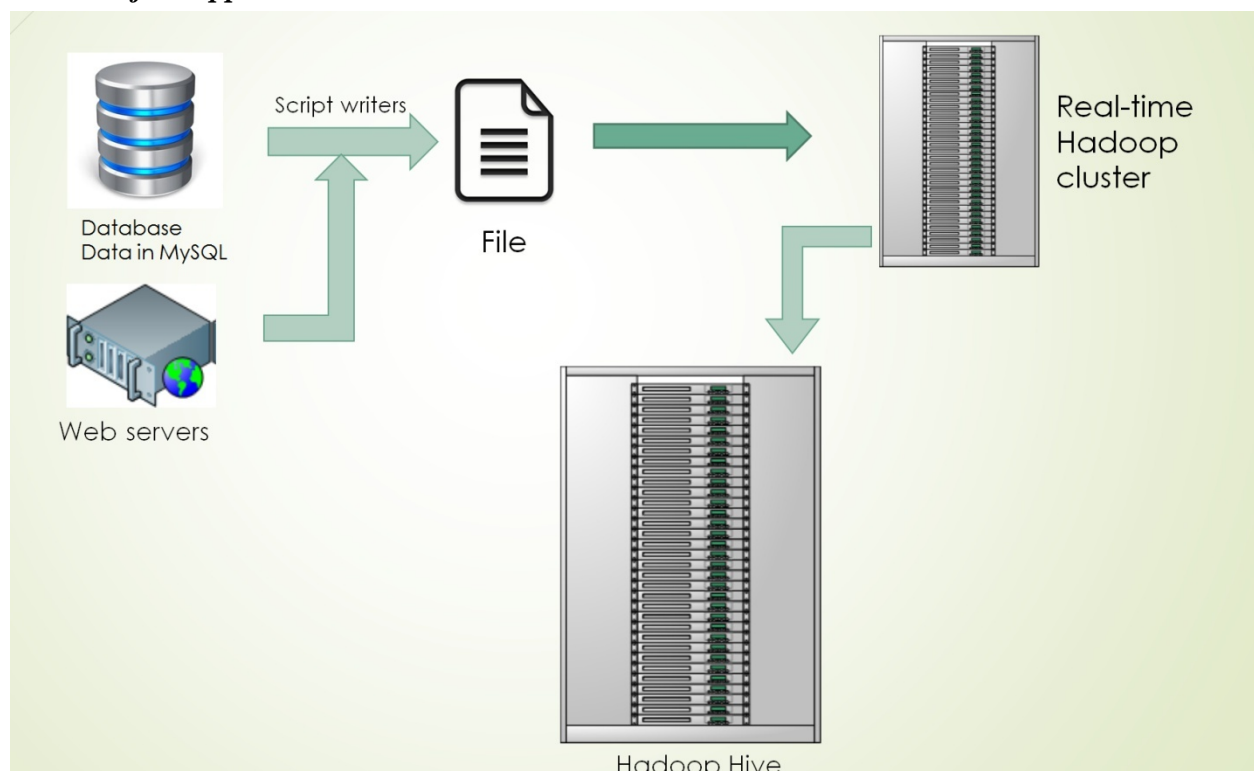 Script writers
Database
Data in MySQL
File
Real-time
Hadoop
cluster
Web servers
Hadoop Hive